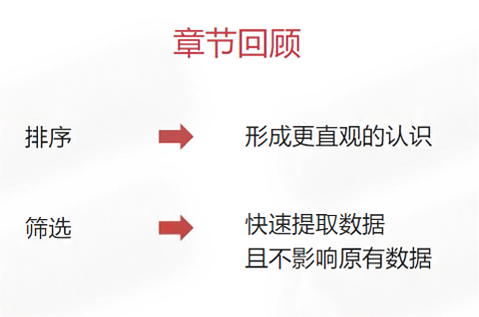 章节回顾
排序
形成更直观的认识
筛选
快速提取数据
且不影响原有数据